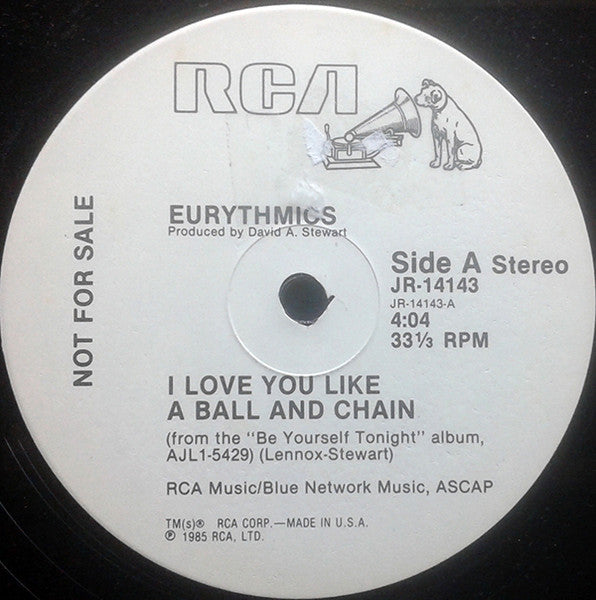 RCA
NOT FOR SALE
EURYTHMICS
Produced by David A. Stewart
Side A Stereo
JR-14143
JR-14143-A
4:04
33⅓ RPM
I LOVE YOU LIKE
A BALL AND CHAIN
(from the "Be Yourself Tonight" album,
AJL1-5429) (Lennox-Stewart)
RCA Music/Blue Network Music, ASCAP
TM(s)® RCA CORP.—MADE IN U.S.A.
℗ 1985 RCA, LTD.